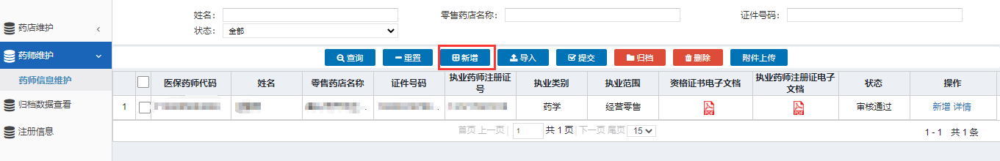 姓名：
零售药店名称：
证件号码：
状态：
全部
药店维护
药师维护
药师信息维护
归档数据查看
注册信息
查询
重置
新增
导入
提交
归档
删除
附件上传
医保药师代码
姓名
零售药店名称
证件号码
执业药师注册证号
执业类别
执业范围
资格证书电子文档
执业药师注册证电子文档
状态
操作
1
药学
经营零售
PDF
PDF
审核通过
新增 详情
首页 上一页 | 1 共 1 页 | 下一页 尾页 15
1 - 1 共 1 条